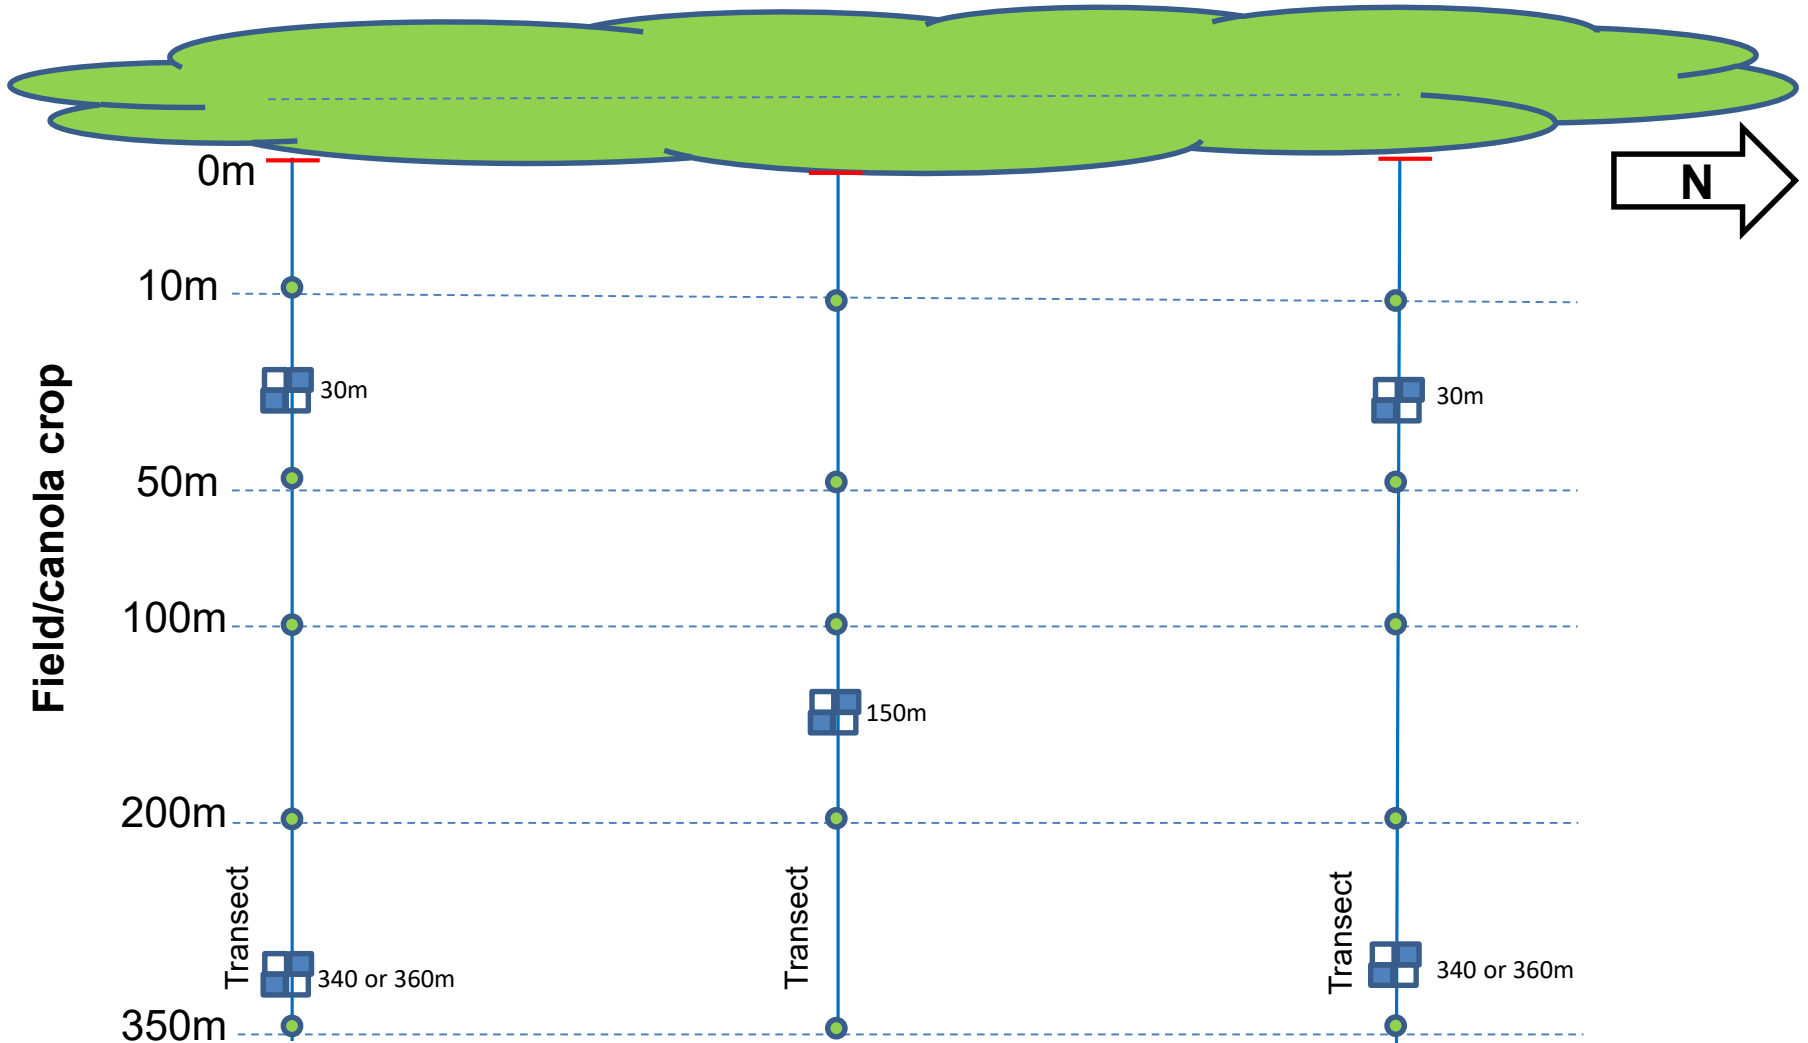 0m
N
10m
30m
30m
Field/canola crop
50m
100m
150m
200m
Transect
Transect
Transect
340 or 360m
340 or 360m
350m